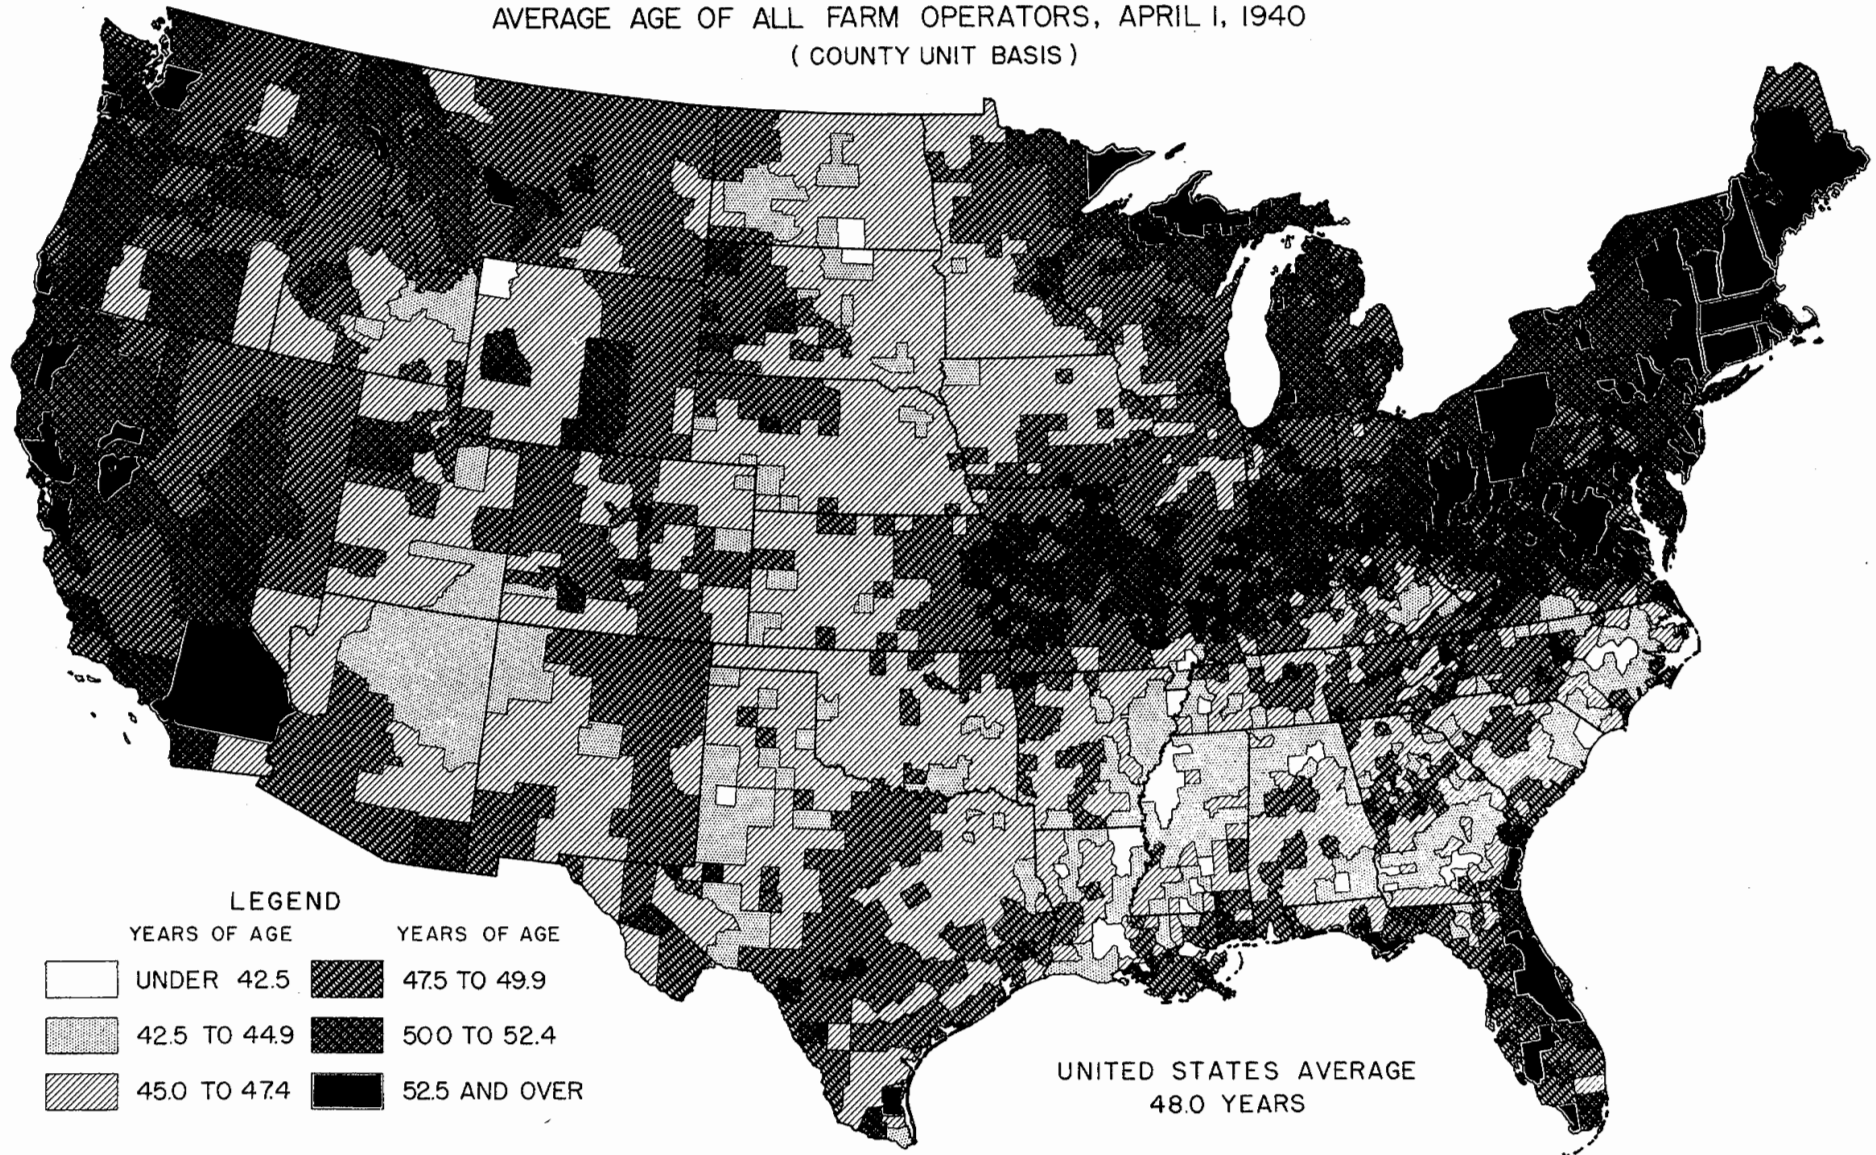 AVERAGE AGE OF ALL FARM OPERATORS, APRIL 1, 1940
( COUNTY UNIT BASIS )
LEGEND
YEARS OF AGE
UNDER 42.5
42.5 TO 44.9
45.0 TO 47.4
YEARS OF AGE
47.5 TO 49.9
50.0 TO 52.4
52.5 AND OVER
UNITED STATES AVERAGE
48.0 YEARS